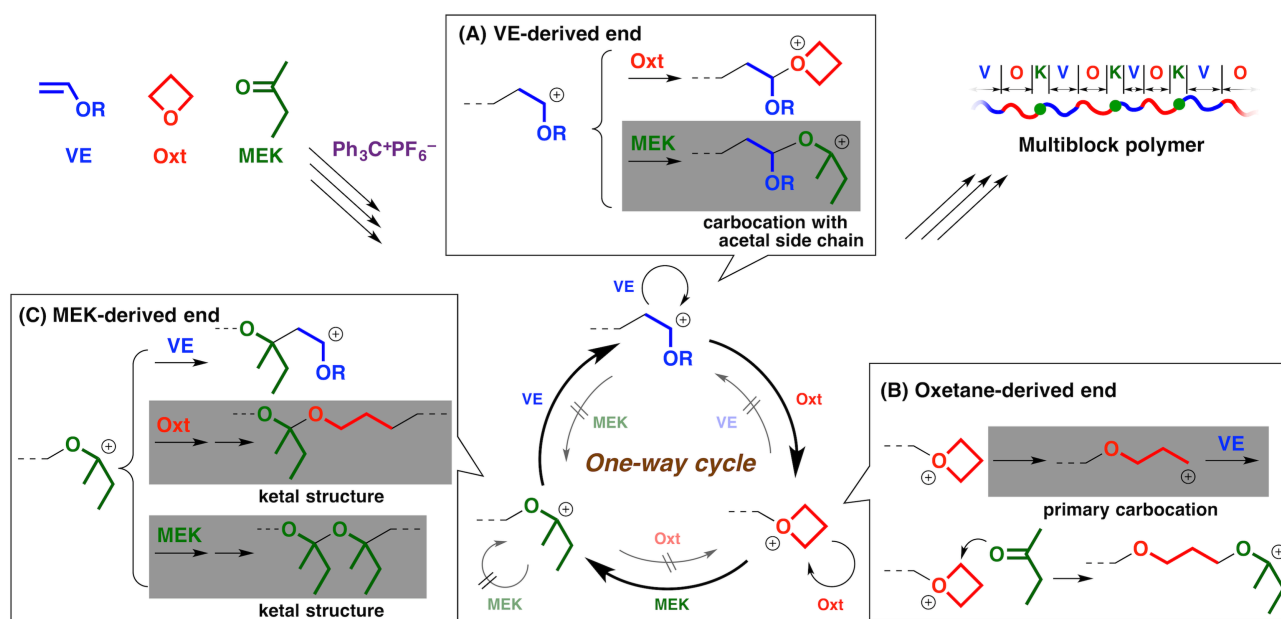 (A) VE-derived end
Oxt
O
⊕
OR
⊕
OR
MEK
O
⊕
OR
carbocation with
acetal side chain
OR
VE
O
Oxt
O
MEK
Ph3C+PF6−
V O K V O K V O K V O
Multiblock polymer
(C) MEK-derived end
O
⊕
VE
O
⊕
OR
Oxt
O
O
ketal structure
MEK
O
O
ketal structure
VE
⊕
OR
VE
MEK
VE
Oxt
One-way cycle
O
⊕
MEK
Oxt
MEK
O
⊕
Oxt
(B) Oxetane-derived end
O
⊕
O
⊕
VE
primary carbocation
O
⊕
O
O
O
⊕